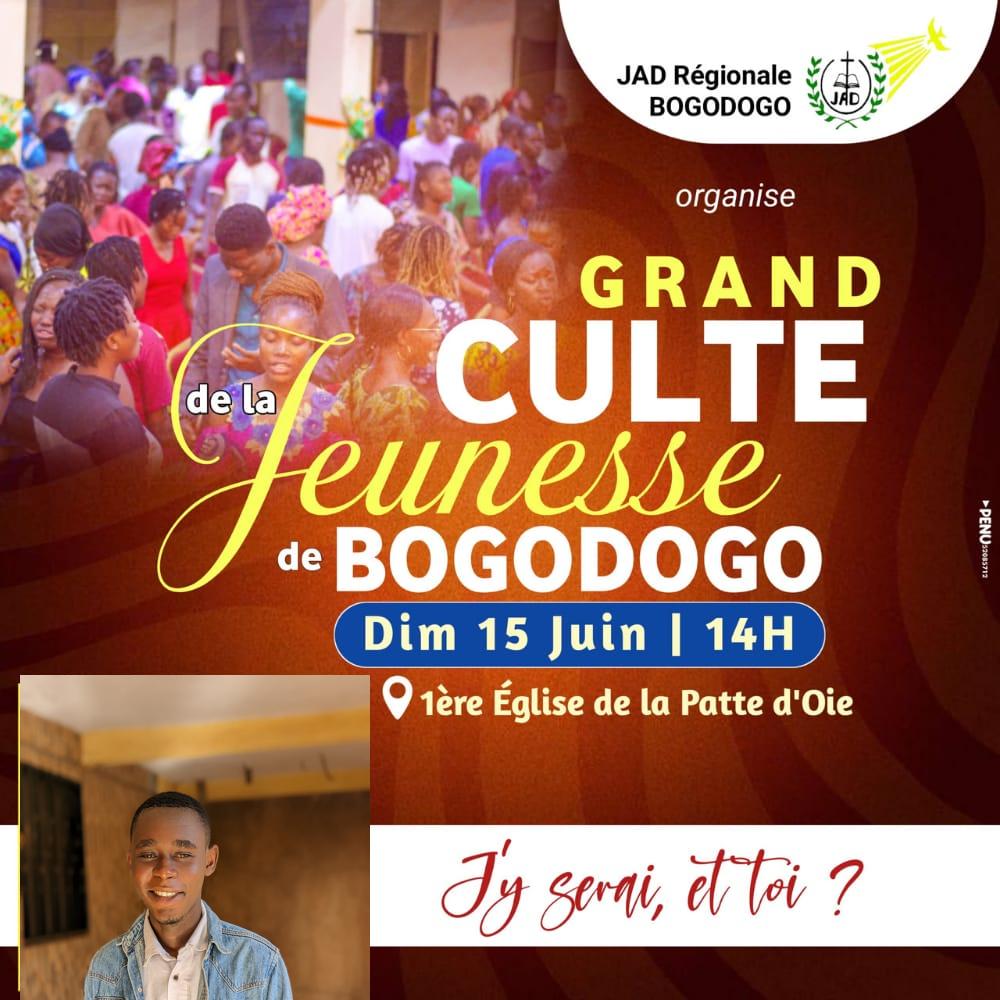 JAD Régionale
BOGODOGO
JAD
organise
GRAND
CULTE
de la
Jeunesse
de BOGODOGO
Dim 15 Juin | 14H
1ère Église de la Patte d'Oie
J'y serai, et toi ?
PENU